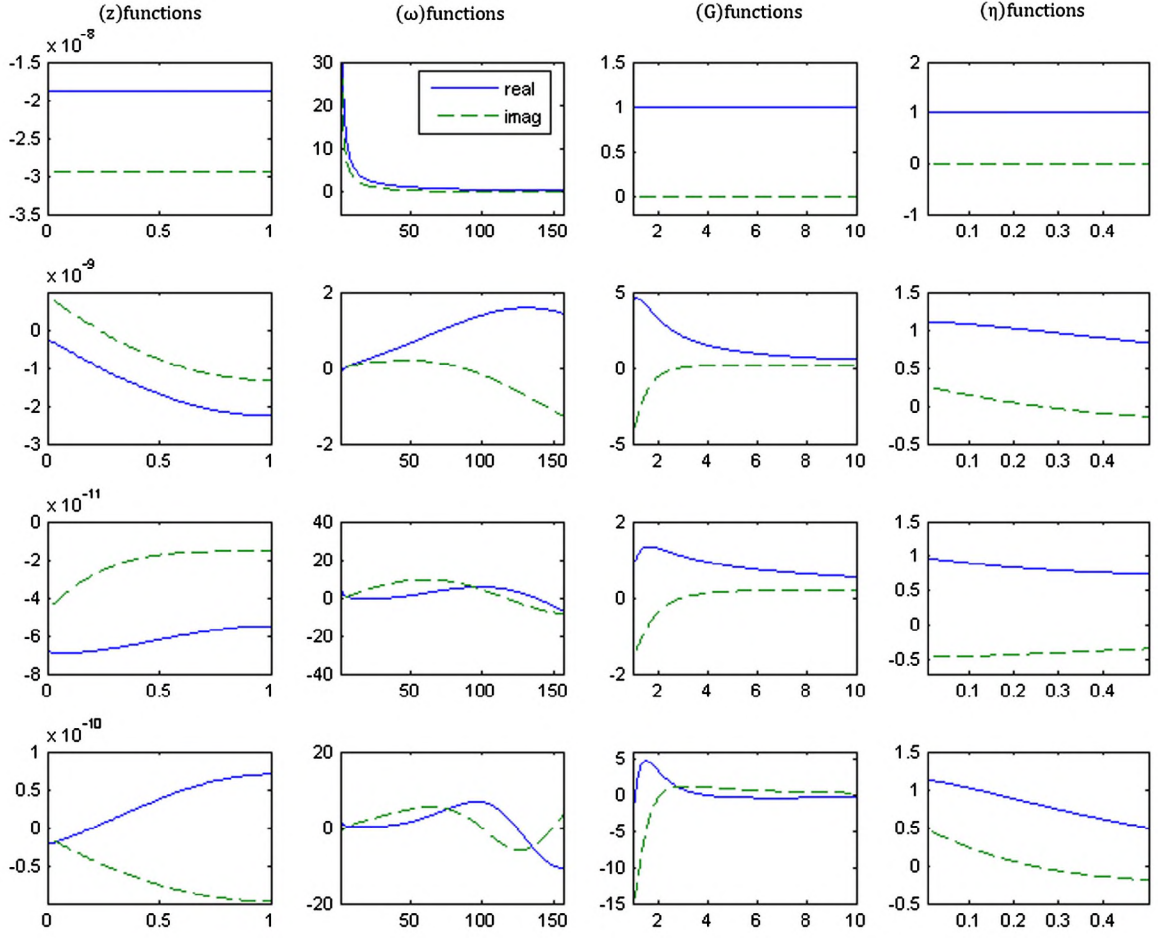 (z)functions (ω)functions (G)functions (η)functions
x 10^-8
-1.5 30 1.5 2
real
imag
-2 20 1 1
-2.5 10 0.5 0
-3 0 0
-3.5 -1
0 0.5 1 50 100 150 2 4 6 8 10 0.1 0.2 0.3 0.4
x 10^-9
2 5 1.5
0 1
-1 0 0 0.5
-2 0
-3 -2 -5 -0.5
0 0.5 1 50 100 150 2 4 6 8 10 0.1 0.2 0.3 0.4
x 10^-11
0 40 2 1.5
-2 20 1
-4 0 0 0.5
-6 -20 0
-8 -40 -2 -0.5
0 0.5 1 50 100 150 2 4 6 8 10 0.1 0.2 0.3 0.4
x 10^-10
1 20 5 1.5
0.5 0 1
0 0 -5 0.5
-0.5 -10 0
-20 -15 -0.5
0 0.5 1 50 100 150 2 4 6 8 10 0.1 0.2 0.3 0.4